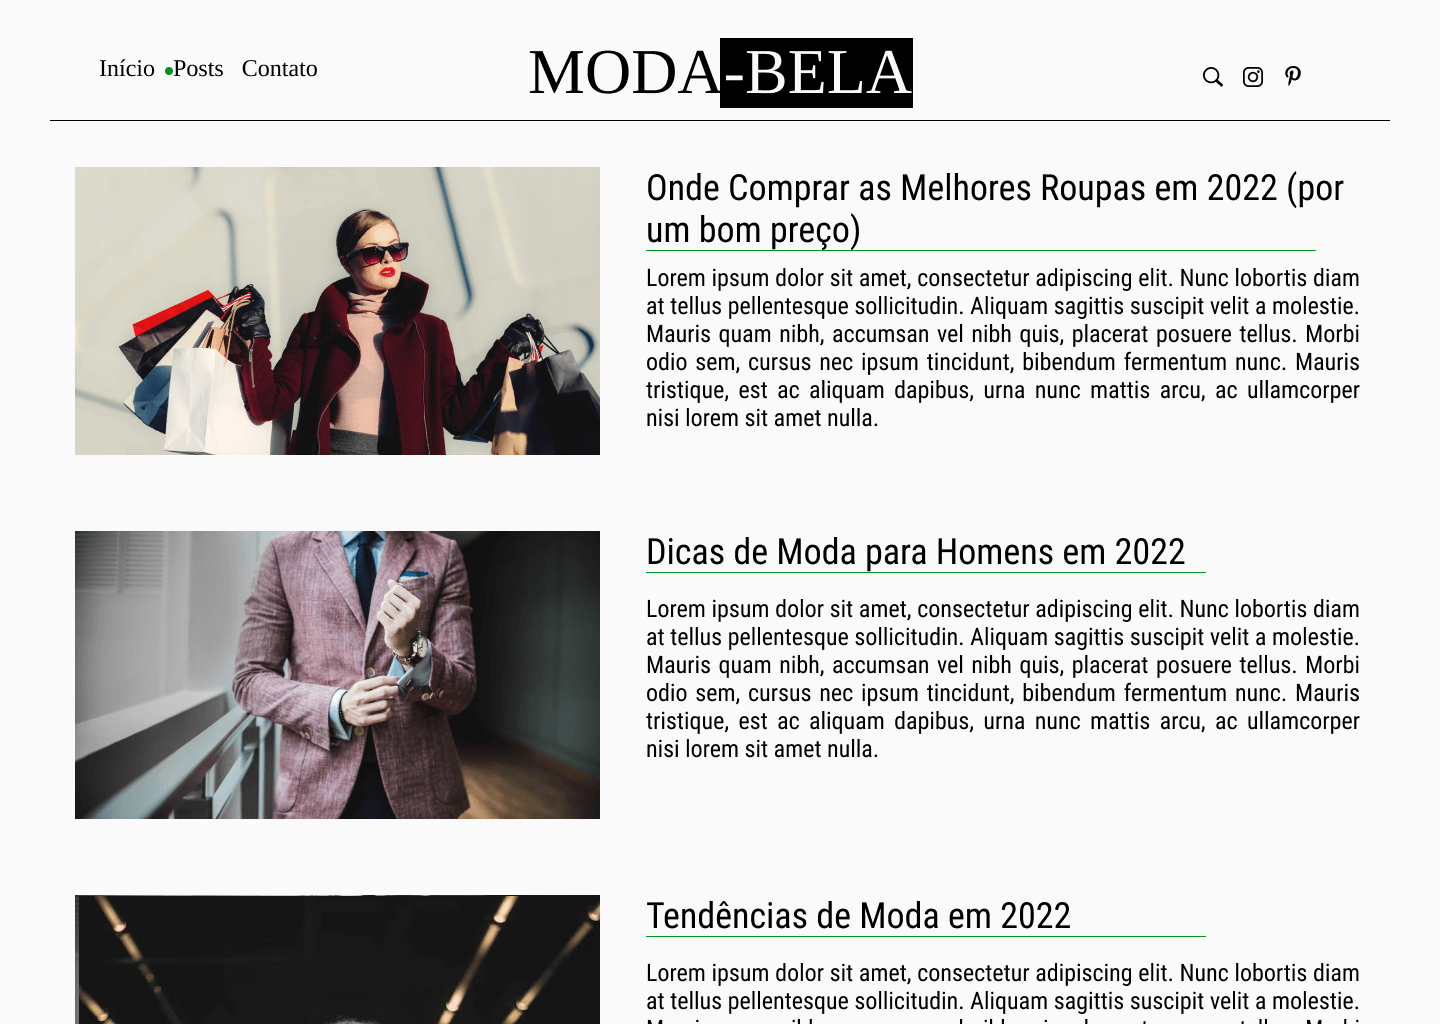 Início Posts Contato
MODA-BELA
Onde Comprar as Melhores Roupas em 2022 (por
um bom preço)
Lorem ipsum dolor sit amet, consectetur adipiscing elit. Nunc lobortis diam
at tellus pellentesque sollicitudin. Aliquam sagittis suscipit velit a molestie.
Mauris quam nibh, accumsan vel nibh quis, placerat posuere tellus. Morbi
odio sem, cursus nec ipsum tincidunt, bibendum fermentum nunc. Mauris
tristique, est ac aliquam dapibus, urna nunc mattis arcu, ac ullamcorper
nisi lorem sit amet nulla.
Dicas de Moda para Homens em 2022
Lorem ipsum dolor sit amet, consectetur adipiscing elit. Nunc lobortis diam
at tellus pellentesque sollicitudin. Aliquam sagittis suscipit velit a molestie.
Mauris quam nibh, accumsan vel nibh quis, placerat posuere tellus. Morbi
odio sem, cursus nec ipsum tincidunt, bibendum fermentum nunc. Mauris
tristique, est ac aliquam dapibus, urna nunc mattis arcu, ac ullamcorper
nisi lorem sit amet nulla.
Tendências de Moda em 2022
Lorem ipsum dolor sit amet, consectetur adipiscing elit. Nunc lobortis diam
at tellus pellentesque sollicitudin. Aliquam sagittis suscipit velit a molestie.